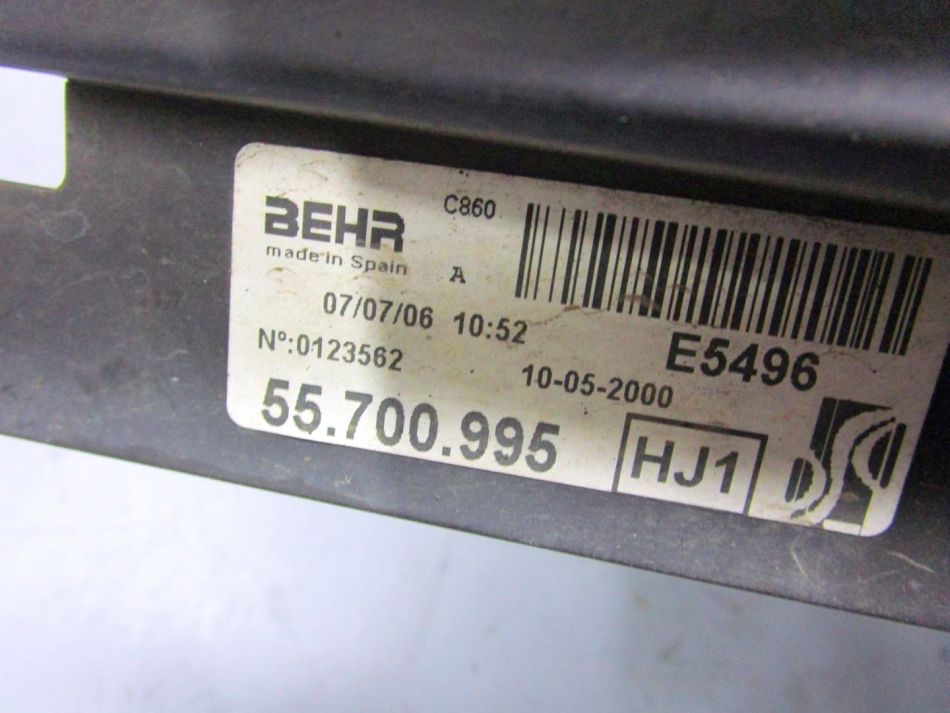 BEHR
C860
made in Spain
A
07/07/06 10:52
E5496
Nº:0123562
10-05-2000
55.700.995
HJ1